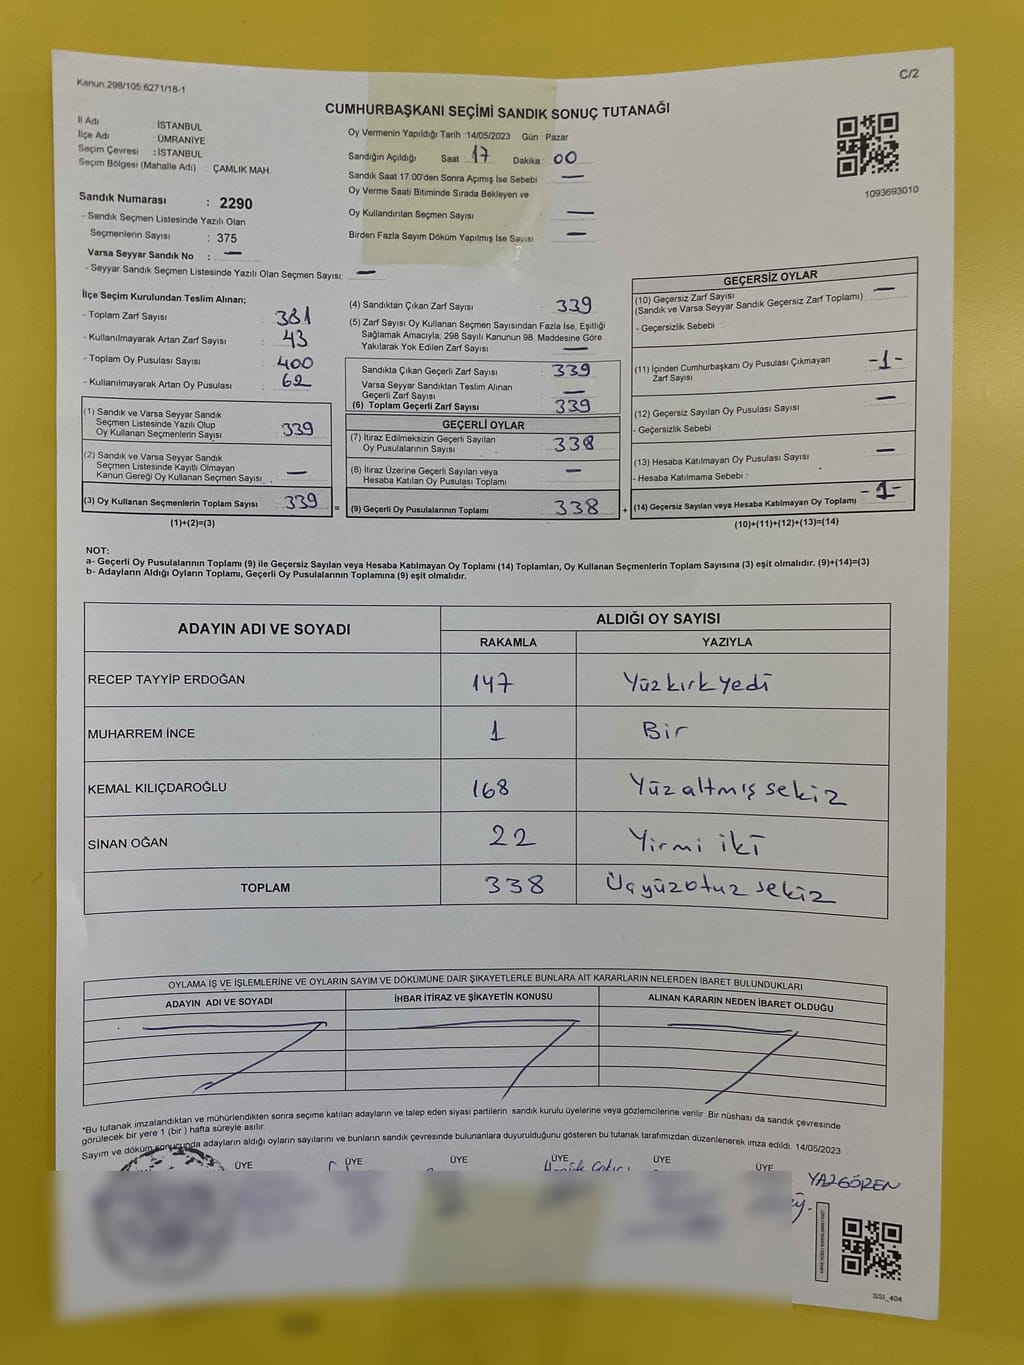 Kanun:298/105,6271/18-1
C/2
CUMHURBAŞKANI SEÇİMİ SANDIK SONUÇ TUTANAĞI
İl Adı İSTANBUL
İlçe Adı ÜMRANİYE
Seçim Çevresi : İSTANBUL
Seçim Bölgesi (Mahalle Adı) : ÇAMLIK MAH
Sandık Numarası : 2290
- Sandık Seçmen Listesinde Yazılı Olan
Seçmenlerin Sayısı : 375
Varsa Seyyar Sandık No : —
- Seyyar Sandık Seçmen Listesinde Yazılı Olan Seçmen Sayısı: —
Oy Vermenin Yapıldığı Tarih : 14/05/2023 Gün : Pazar
Sandığın Açıldığı Saat : 17 Dakika : 00
Sandık Saat 17:00'den Sonra Açımış İse Sebebi : —
Oy Verme Saati Bitiminde Sırada Bekleyen ve
Oy Kullandırılan Seçmen Sayısı : —
Birden Fazla Sayım Döküm Yapılmış İse Sayısı : —
1093693010
İlçe Seçim Kurulundan Teslim Alınan;
- Toplam Zarf Sayısı : 381
- Kullanılmayarak Artan Zarf Sayısı : 43
- Toplam Oy Pusulası Sayısı : 400
- Kullanılmayarak Artan Oy Pusulası : 62
(1) Sandık ve Varsa Seyyar Sandık
Seçmen Listesinde Yazılı Olup
Oy Kullanan Seçmenlerin Sayısı : 339
(2) Sandık ve Varsa Seyyar Sandık
Seçmen Listesinde Kayıtlı Olmayan
Kanun Gereği Oy Kullanan Seçmen Sayısı : —
(3) Oy Kullanan Seçmenlerin Toplam Sayısı : 339
(1)+(2)=(3)
(4) Sandıktan Çıkan Zarf Sayısı : 339
(5) Zarf Sayısı Oy Kullanan Seçmen Sayısından Fazla İse, Eşitliği
Sağlamak Amacıyla, 298 Sayılı Kanunun 98. Maddesine Göre
Yakılarak Yok Edilen Zarf Sayısı : —
Sandıkta Çıkan Geçerli Zarf Sayısı : 339
Varsa Seyyar Sandıktan Teslim Alınan
Geçerli Zarf Sayısı : —
(6) Toplam Geçerli Zarf Sayısı : 339
GEÇERLİ OYLAR
(7) İtiraz Edilmeksizin Geçerli Sayılan
Oy Pusulalarının Sayısı : 338
(8) İtiraz Üzerine Geçerli Sayılan veya
Hesaba Katılan Oy Pusulası Toplamı : —
= (9) Geçerli Oy Pusulalarının Toplamı : 338 +
GEÇERSİZ OYLAR
(10) Geçersiz Zarf Sayısı
(Sandık ve Varsa Seyyar Sandık Geçersiz Zarf Toplamı) : —
- Geçersizlik Sebebi :
(11) İçinden Cumhurbaşkanı Oy Pusulası Çıkmayan
Zarf Sayısı : -1-
(12) Geçersiz Sayılan Oy Pusulası Sayısı : —
- Geçersizlik Sebebi :
(13) Hesaba Katılmayan Oy Pusulası Sayısı : —
- Hesaba Katılmama Sebebi :
(14) Geçersiz Sayılan veya Hesaba Katılmayan Oy Toplamı : -1-
(10)+(11)+(12)+(13)=(14)
NOT:
a- Geçerli Oy Pusulalarının Toplamı (9) ile Geçersiz Sayılan veya Hesaba Katılmayan Oy Toplamı (14) Toplamları, Oy Kullanan Seçmenlerin Toplam Sayısına (3) eşit olmalıdır. (9)+(14)=(3)
b- Adayların Aldığı Oyların Toplamı, Geçerli Oy Pusulalarının Toplamına (9) eşit olmalıdır.
ADAYIN ADI VE SOYADI
ALDIĞI OY SAYISI
RAKAMLA YAZIYLA
RECEP TAYYİP ERDOĞAN 147 Yüzkırkyedi
MUHARREM İNCE 1 Bir
KEMAL KILIÇDAROĞLU 168 Yüzaltmış sekiz
SİNAN OĞAN 22 Yirmi iki
TOPLAM 338 Üçyüzotuz sekiz
OYLAMA İŞ VE İŞLEMLERİNE VE OYLARIN SAYIM VE DÖKÜMÜNE DAİR ŞİKAYETLERLE BUNLARA AİT KARARLARIN NELERDEN İBARET BULUNDUKLARI
ADAYIN ADI VE SOYADI İHBAR İTİRAZ VE ŞİKAYETİN KONUSU ALINAN KARARIN NEDEN İBARET OLDUĞU
*Bu tutanak imzalandıktan ve mühürlendikten sonra seçime katılan adayların ve talep eden siyasi partilerin sandık kurulu üyelerine veya gözlemcilerine verilir. Bir nüshası da sandık çevresinde
görülecek bir yere 1 (bir) hafta süreyle asılır.
Sayım ve döküm sonucunda adayların aldığı oyların sayılarını ve bunların sandık çevresinde bulunanlara duyurulduğunu gösteren bu tutanak tarafımızdan düzenlenerek imza edildi. 14/05/2023
ÜYE ÜYE ÜYE ÜYE ÜYE ÜYE
YAZGÖREN
SSI_404